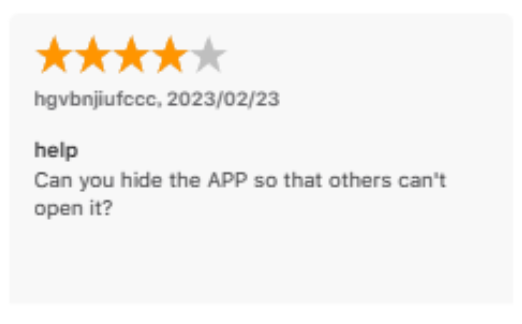 hgvbnjiufccc, 2023/02/23
help
Can you hide the APP so that others can't
open it?